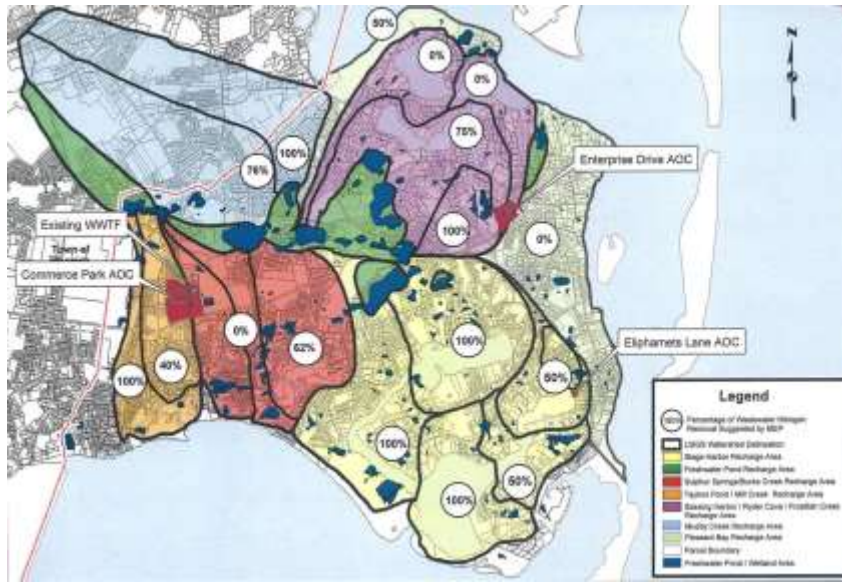 50%
0%
0%
75%
N
100%
76%
Enterprise Drive AOC
Existing WWTF
100%
0%
Town of
Commerce Park AOC
0%
62%
100%
Eliphamets Lane AOC
40%
50%
100%
100%
50%
100%
Legend
Percentage of Wastewater Nitrogen
Removal Suggested by MEP
USGS Watershed Delineation
Stage Harbor Recharge Area
Freshwater Pond Recharge Area
Sulphur Springs/Bucks Creek Recharge Area
Taylors Pond / Mill Creek Recharge Area
Bassing Harbor / Ryder Cove / Frostfish Creek
Recharge Area
Muddy Creek Recharge Area
Pleasant Bay Recharge Area
Parcel Boundary
Freshwater Pond / Wetland Area